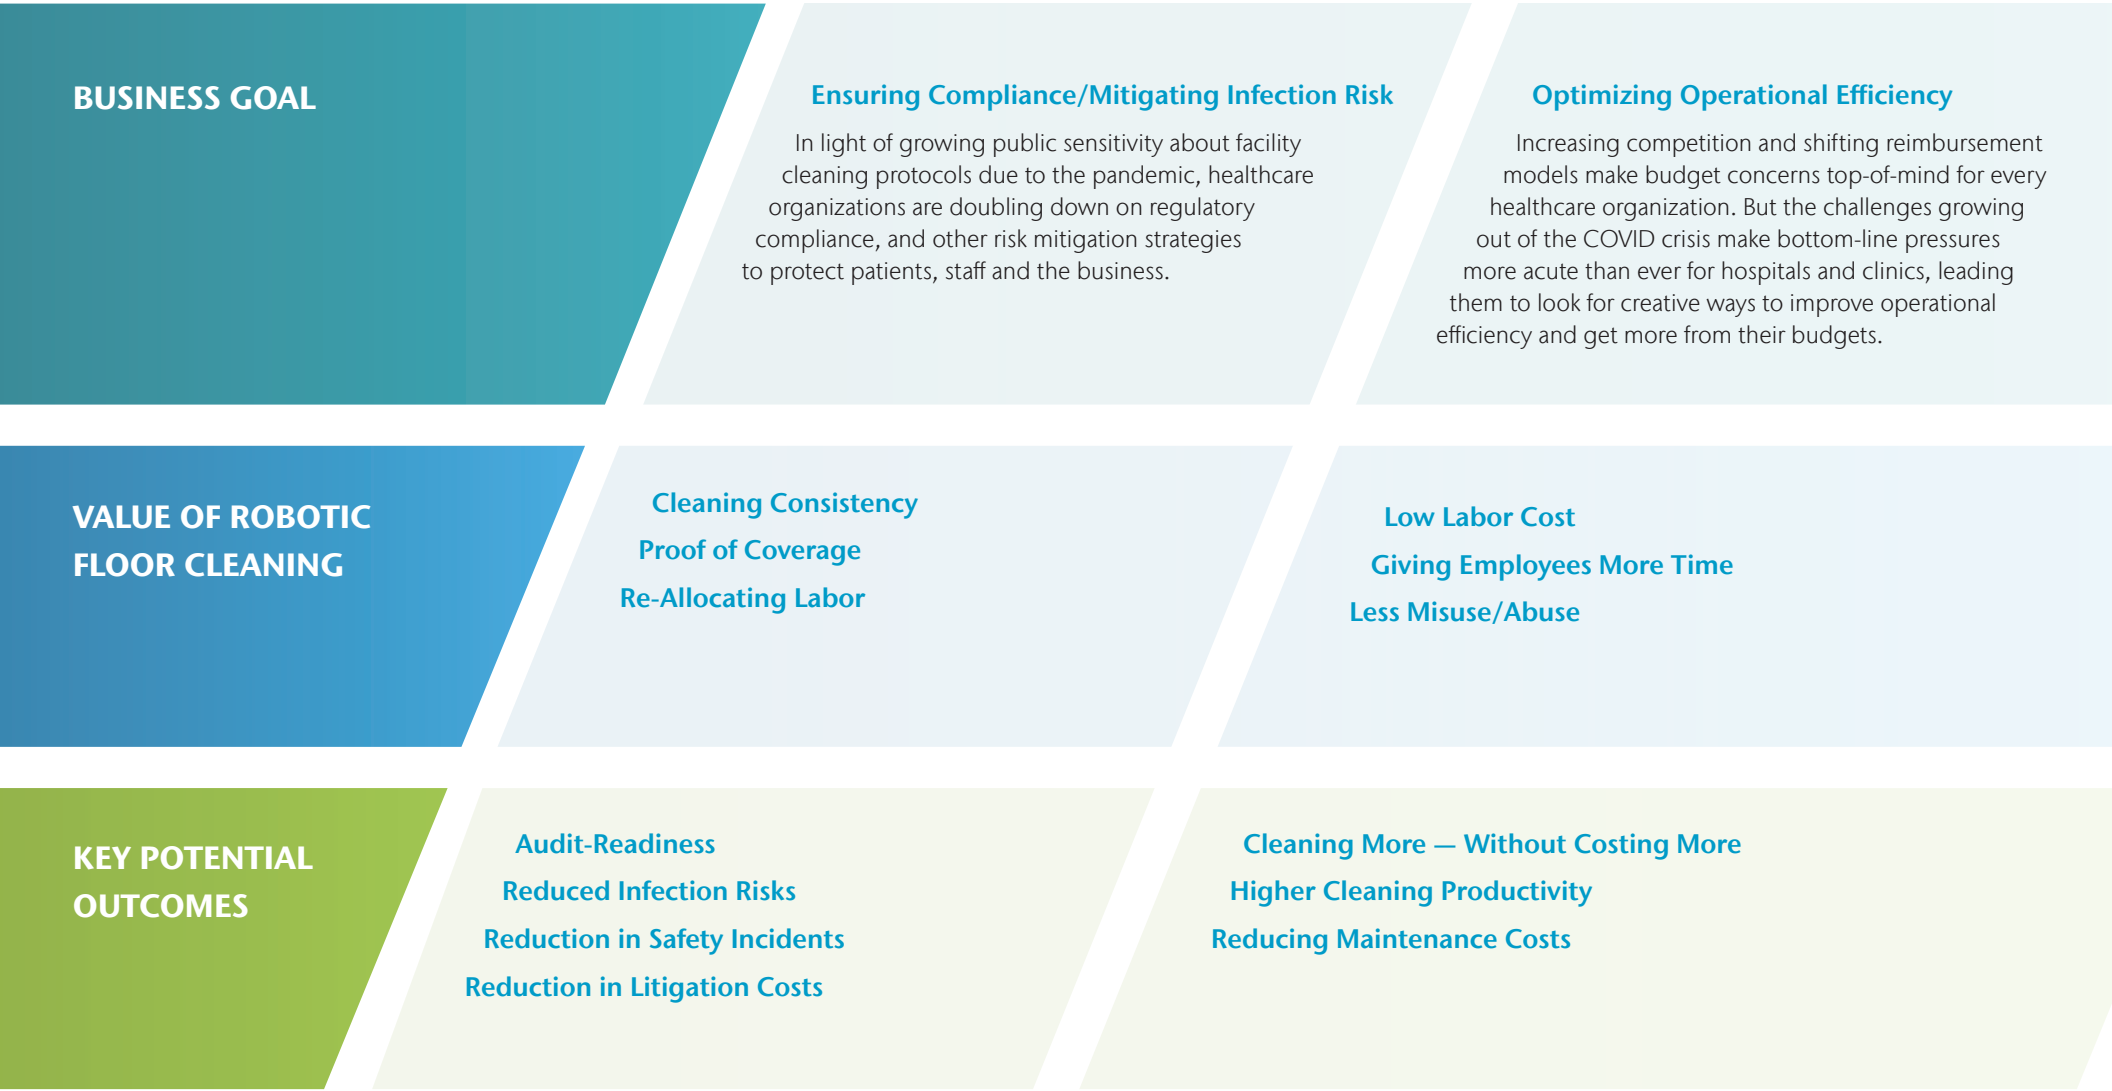 BUSINESS GOAL
Ensuring Compliance/Mitigating Infection Risk
In light of growing public sensitivity about facility
cleaning protocols due to the pandemic, healthcare
organizations are doubling down on regulatory
compliance, and other risk mitigation strategies
to protect patients, staff and the business.
Optimizing Operational Efficiency
Increasing competition and shifting reimbursement
models make budget concerns top-of-mind for every
healthcare organization. But the challenges growing
out of the COVID crisis make bottom-line pressures
more acute than ever for hospitals and clinics, leading
them to look for creative ways to improve operational
efficiency and get more from their budgets.
VALUE OF ROBOTIC
FLOOR CLEANING
Cleaning Consistency
Proof of Coverage
Re-Allocating Labor
Low Labor Cost
Giving Employees More Time
Less Misuse/Abuse
KEY POTENTIAL
OUTCOMES
Audit-Readiness
Reduced Infection Risks
Reduction in Safety Incidents
Reduction in Litigation Costs
Cleaning More — Without Costing More
Higher Cleaning Productivity
Reducing Maintenance Costs